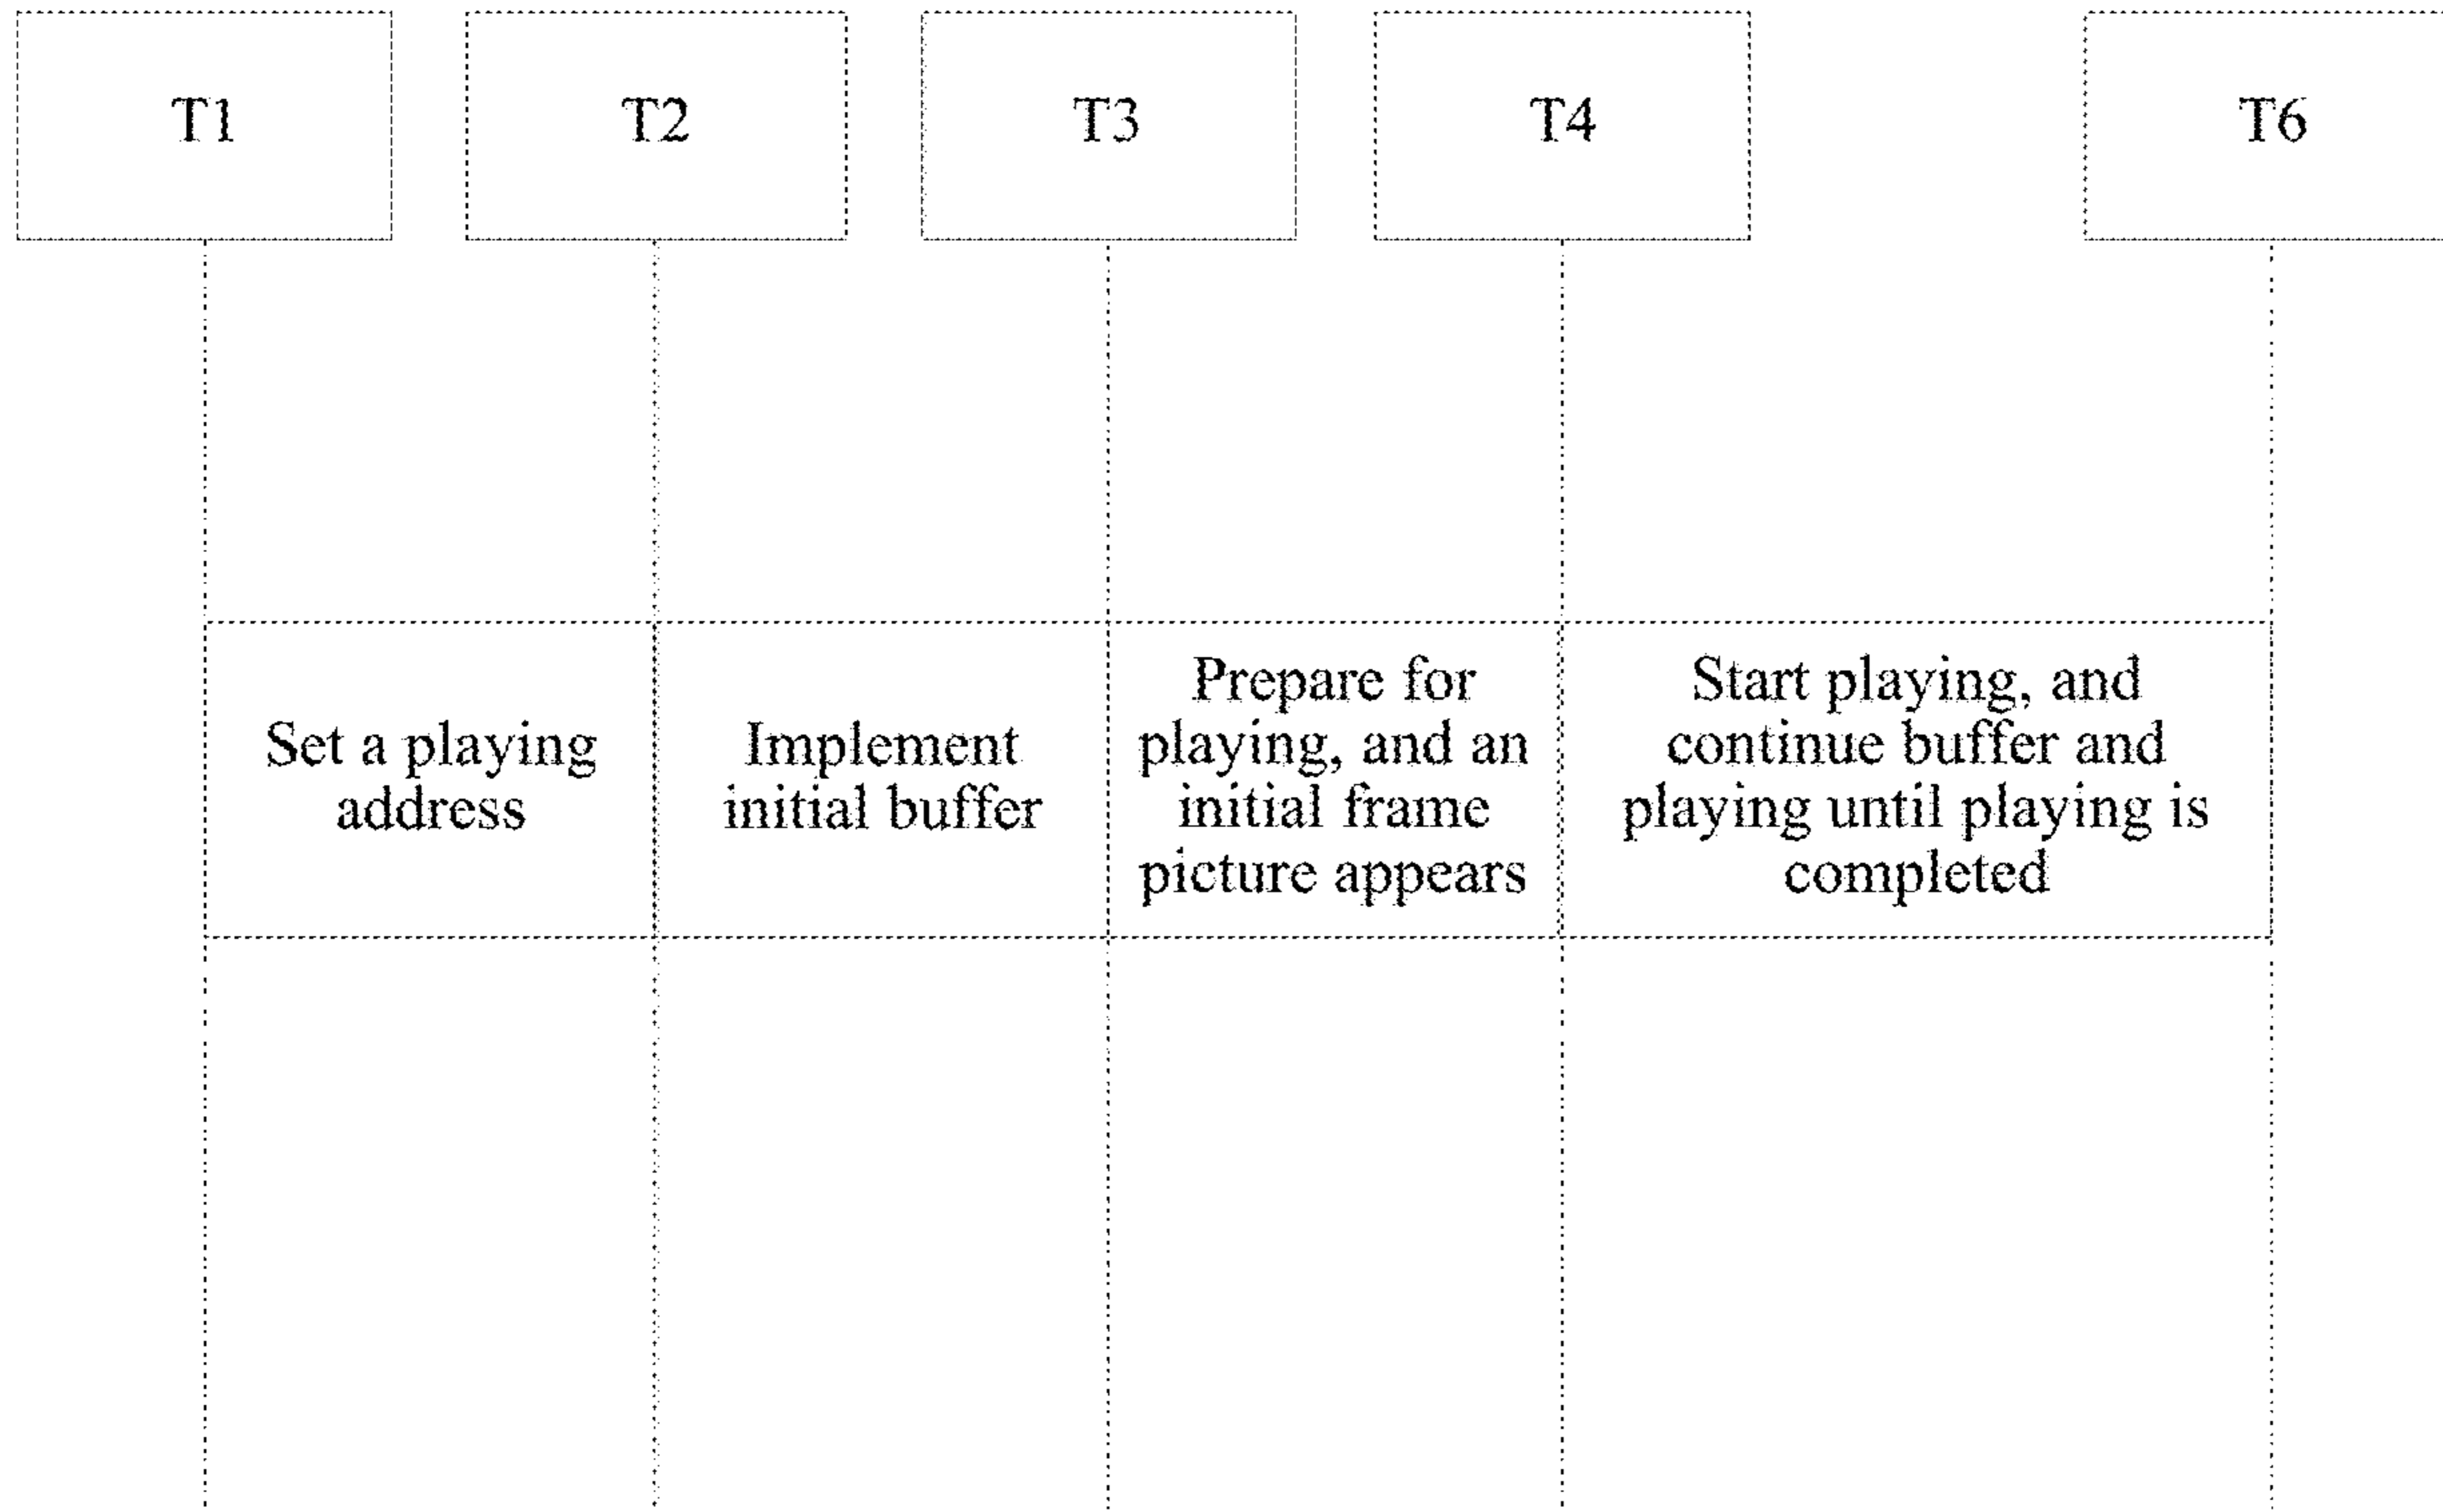 T1
T2
T3
T4
T6
Set a playing
address
Implement
initial buffer
Prepare for
playing, and an
initial frame
picture appears
Start playing, and
continue buffer and
playing until playing is
completed